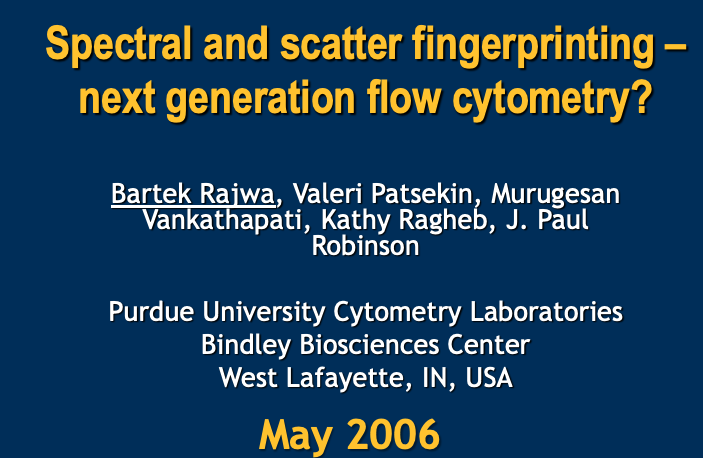 Spectral and scatter fingerprinting –
next generation flow cytometry?
Bartek Rajwa, Valeri Patsekin, Murugesan
Vankathapati, Kathy Ragheb, J. Paul
Robinson
Purdue University Cytometry Laboratories
Bindley Biosciences Center
West Lafayette, IN, USA
May 2006